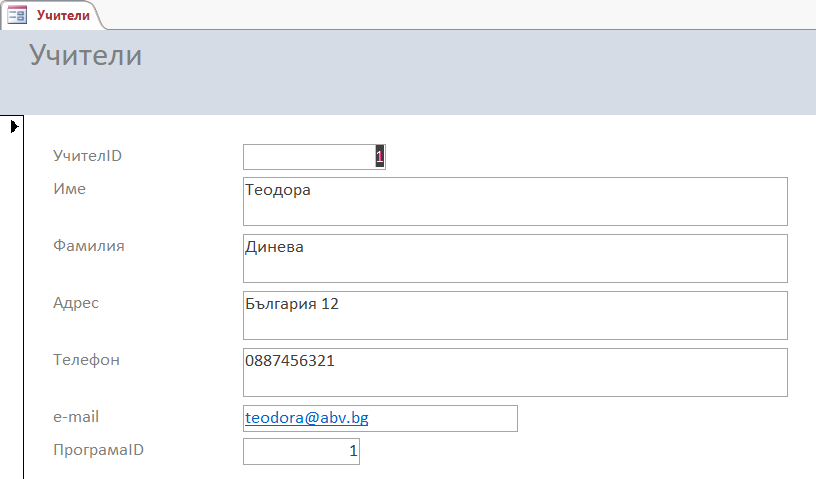 Учители
Учители
УчителID 1
Име Теодора
Фамилия Динева
Адрес България 12
Телефон 0887456321
e-mail teodora@abv.bg
ПрограмаID 1